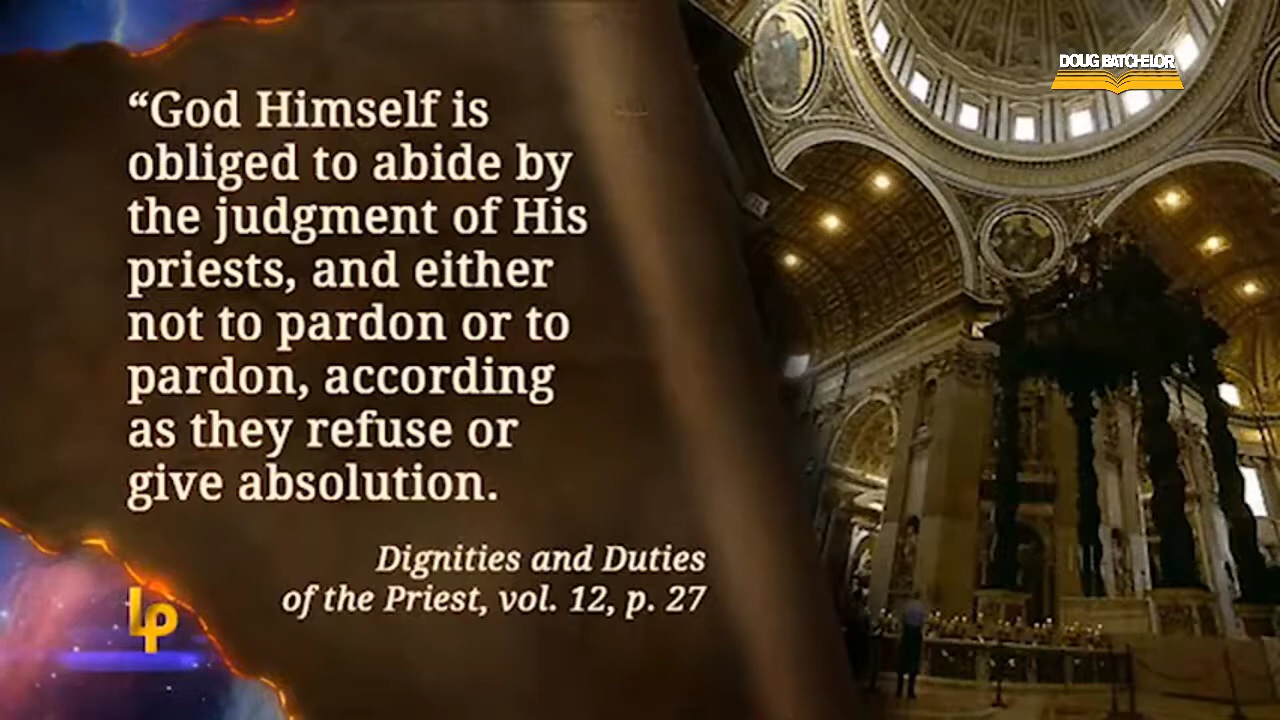 DOUG BATCHELOR
“God Himself is
obliged to abide by
the judgment of His
priests, and either
not to pardon or to
pardon, according
as they refuse or
give absolution.
Dignities and Duties
of the Priest, vol. 12, p. 27
LP